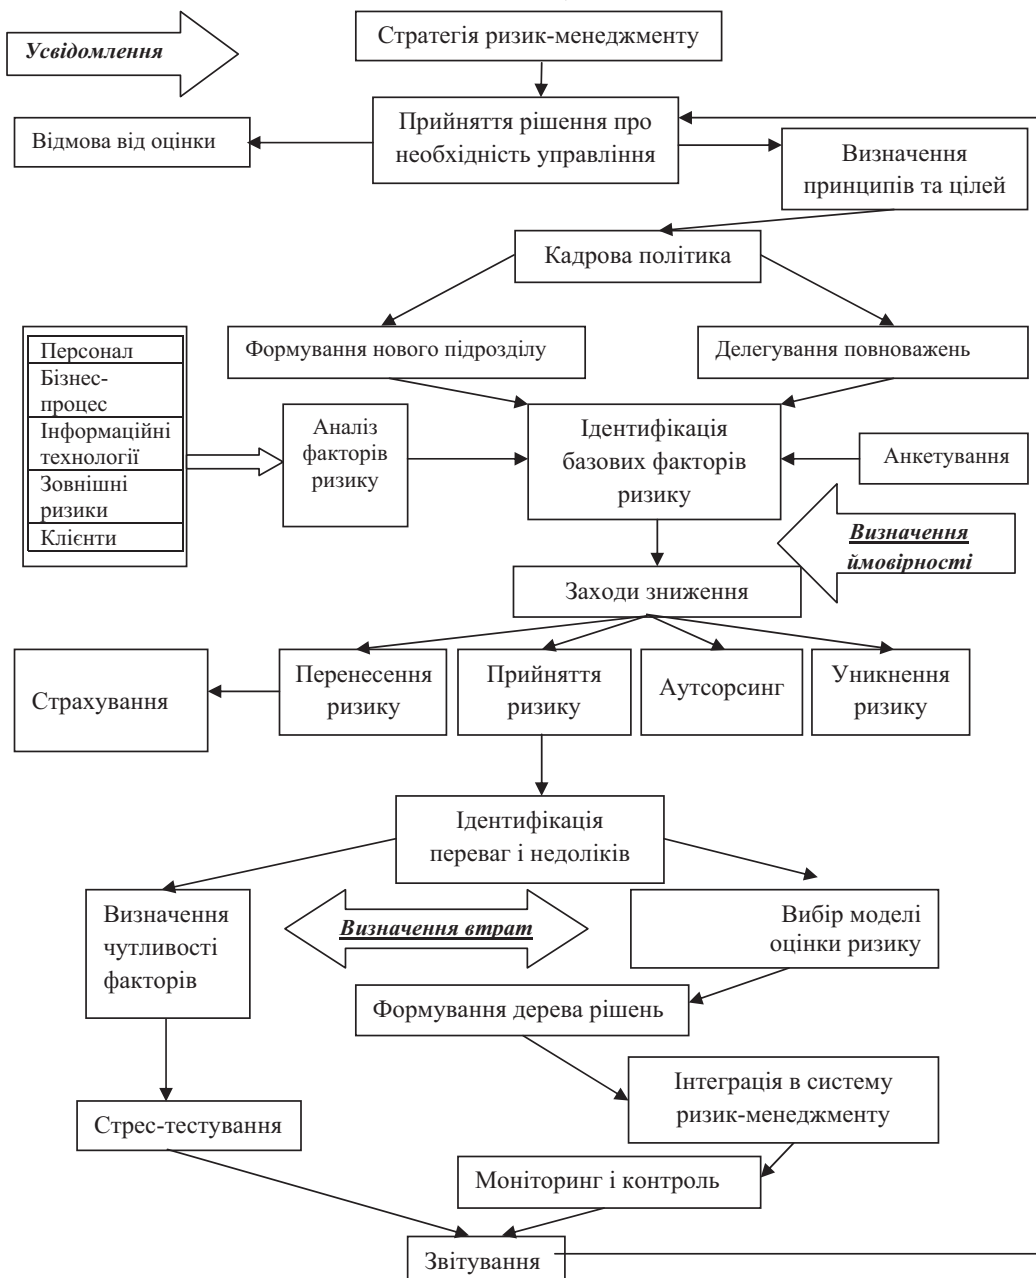 Усвідомлення
Стратегія ризик-менеджменту
Прийняття рішення про
необхідність управління
Відмова від оцінки
Визначення
принципів та цілей
Кадрова політика
Формування нового підрозділу
Делегування повноважень
Персонал
Бізнес-
процес
Інформаційні
технології
Зовнішні
ризики
Клієнти
Аналіз
факторів
ризику
Ідентифікація
базових факторів
ризику
Анкетування
Визначення
ймовірності
Заходи зниження
Страхування
Перенесення
ризику
Прийняття
ризику
Аутсорсинг
Уникнення
ризику
Ідентифікація
переваг і недоліків
Визначення
чутливості
факторів
Визначення втрат
Вибір моделі
оцінки ризику
Формування дерева рішень
Інтеграція в систему
ризик-менеджменту
Стрес-тестування
Моніторинг і контроль
Звітування